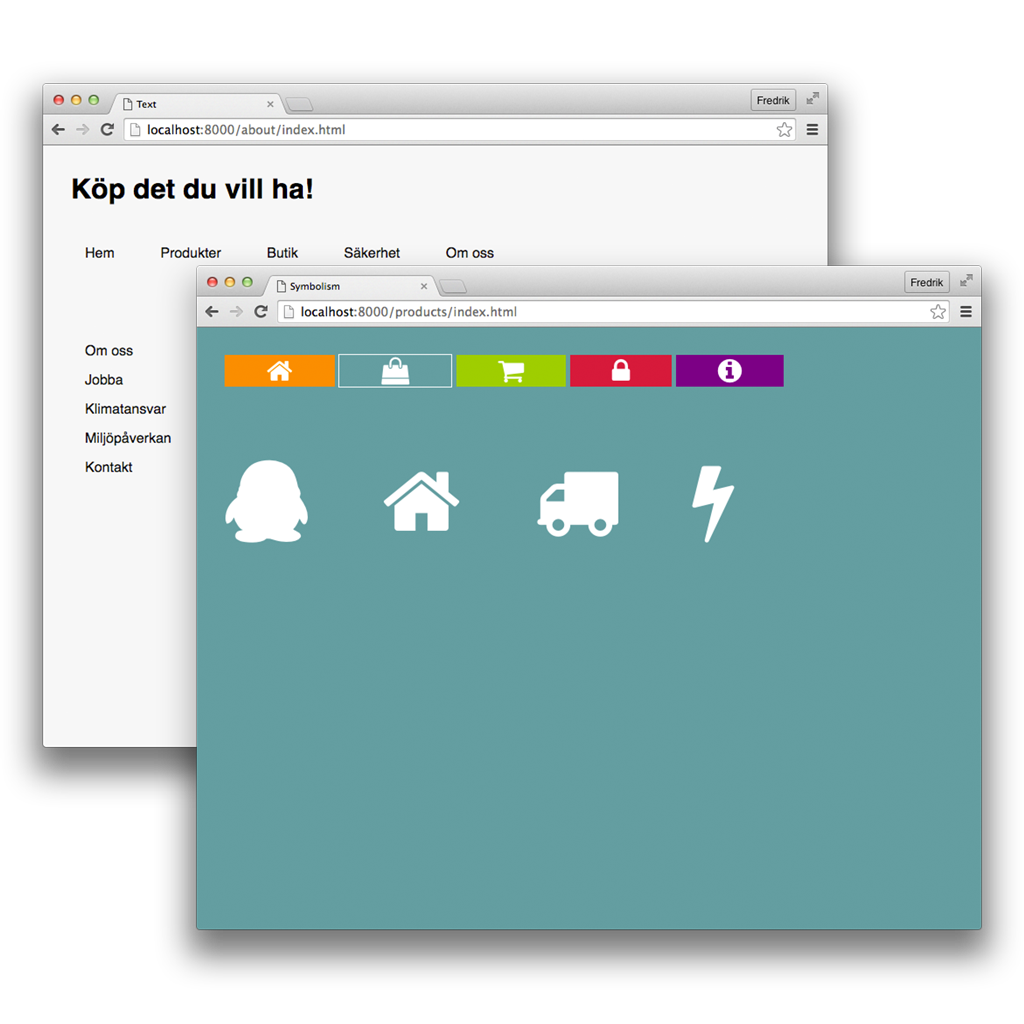 Text
Fredrik
localhost:8000/about/index.html
Köp det du vill ha!
Hem Produkter Butik Säkerhet Om oss
Om oss
Jobba
Klimatansvar
Miljöpåverkan
Kontakt
Symbolism
Fredrik
localhost:8000/products/index.html